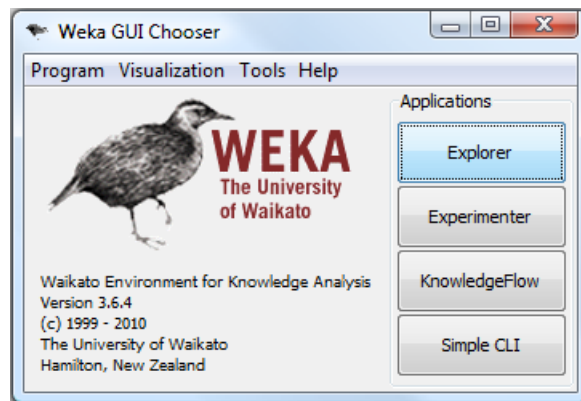 Weka GUI Chooser
Program Visualization Tools Help
WEKA
The University
of Waikato
Waikato Environment for Knowledge Analysis
Version 3.6.4
(c) 1999 - 2010
The University of Waikato
Hamilton, New Zealand
Applications
Explorer
Experimenter
KnowledgeFlow
Simple CLI